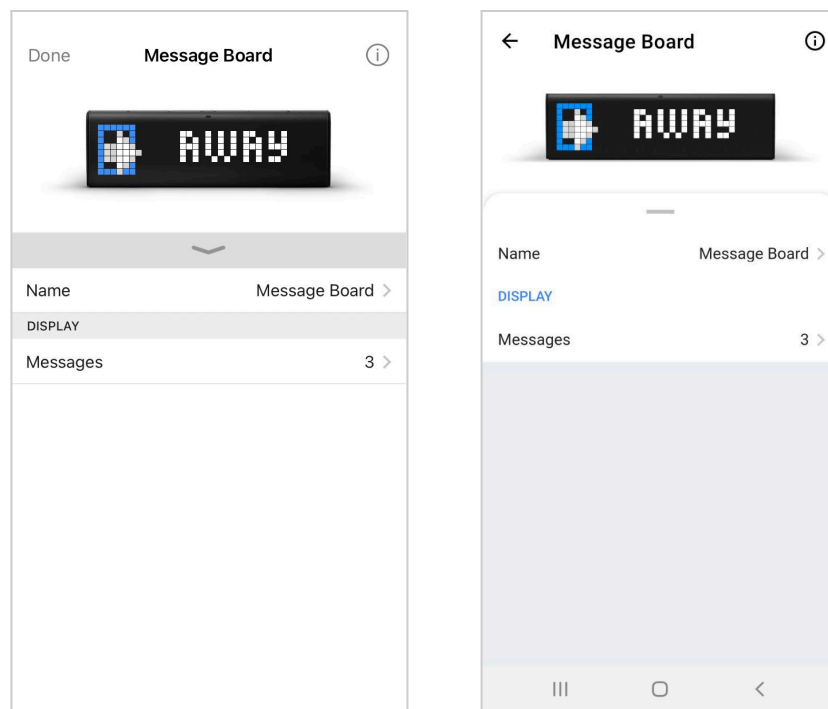 Done Message Board
AWAY
Name Message Board
DISPLAY
Messages 3
Message Board
AWAY
Name Message Board
DISPLAY
Messages 3